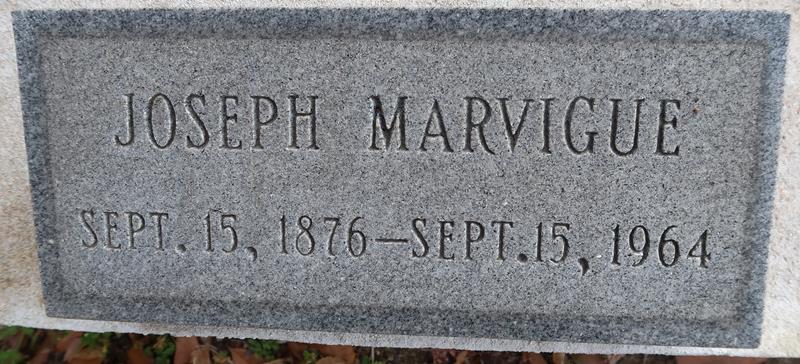 JOSEPH MARVIGUE
SEPT. 15, 1876—SEPT. 15, 1964